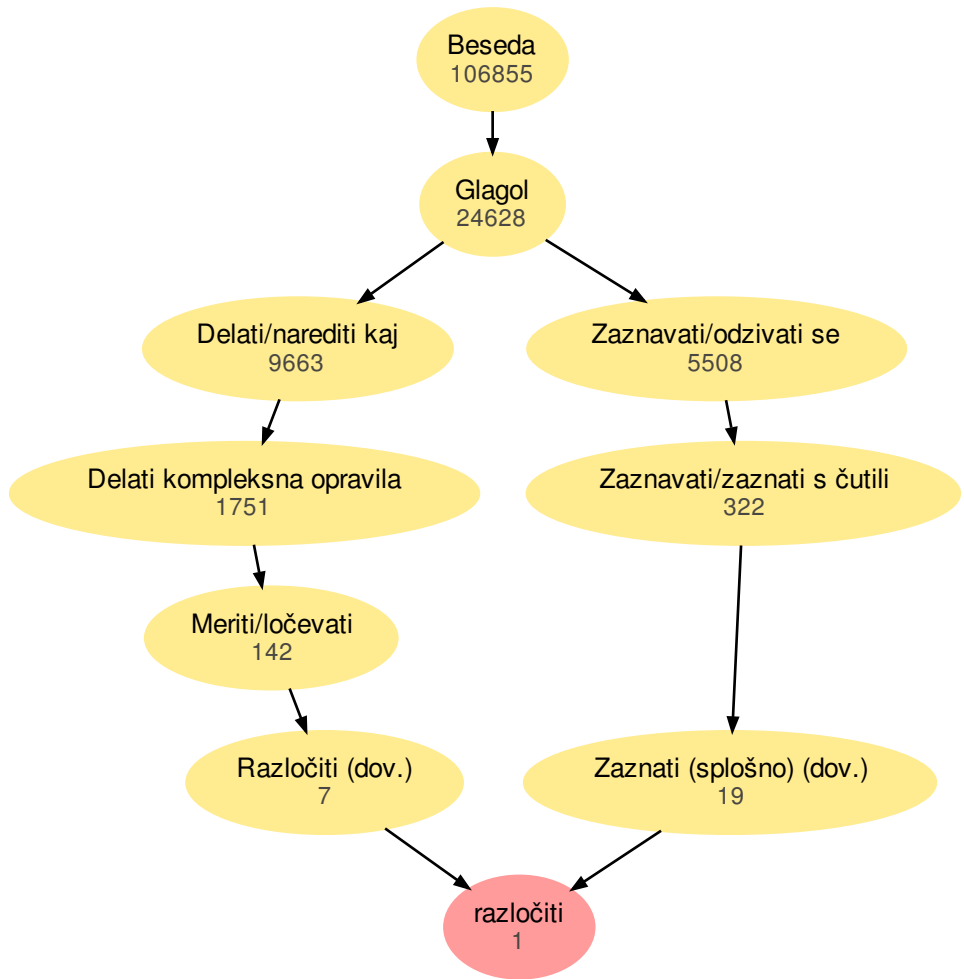 Beseda
106855
Glagol
24628
Delati/narediti kaj
9663
Zaznavati/odzivati se
5508
Delati kompleksna opravila
1751
Zaznavati/zaznati s čutili
322
Meriti/ločevati
142
Razločiti (dov.)
7
Zaznati (splošno) (dov.)
19
razločiti
1